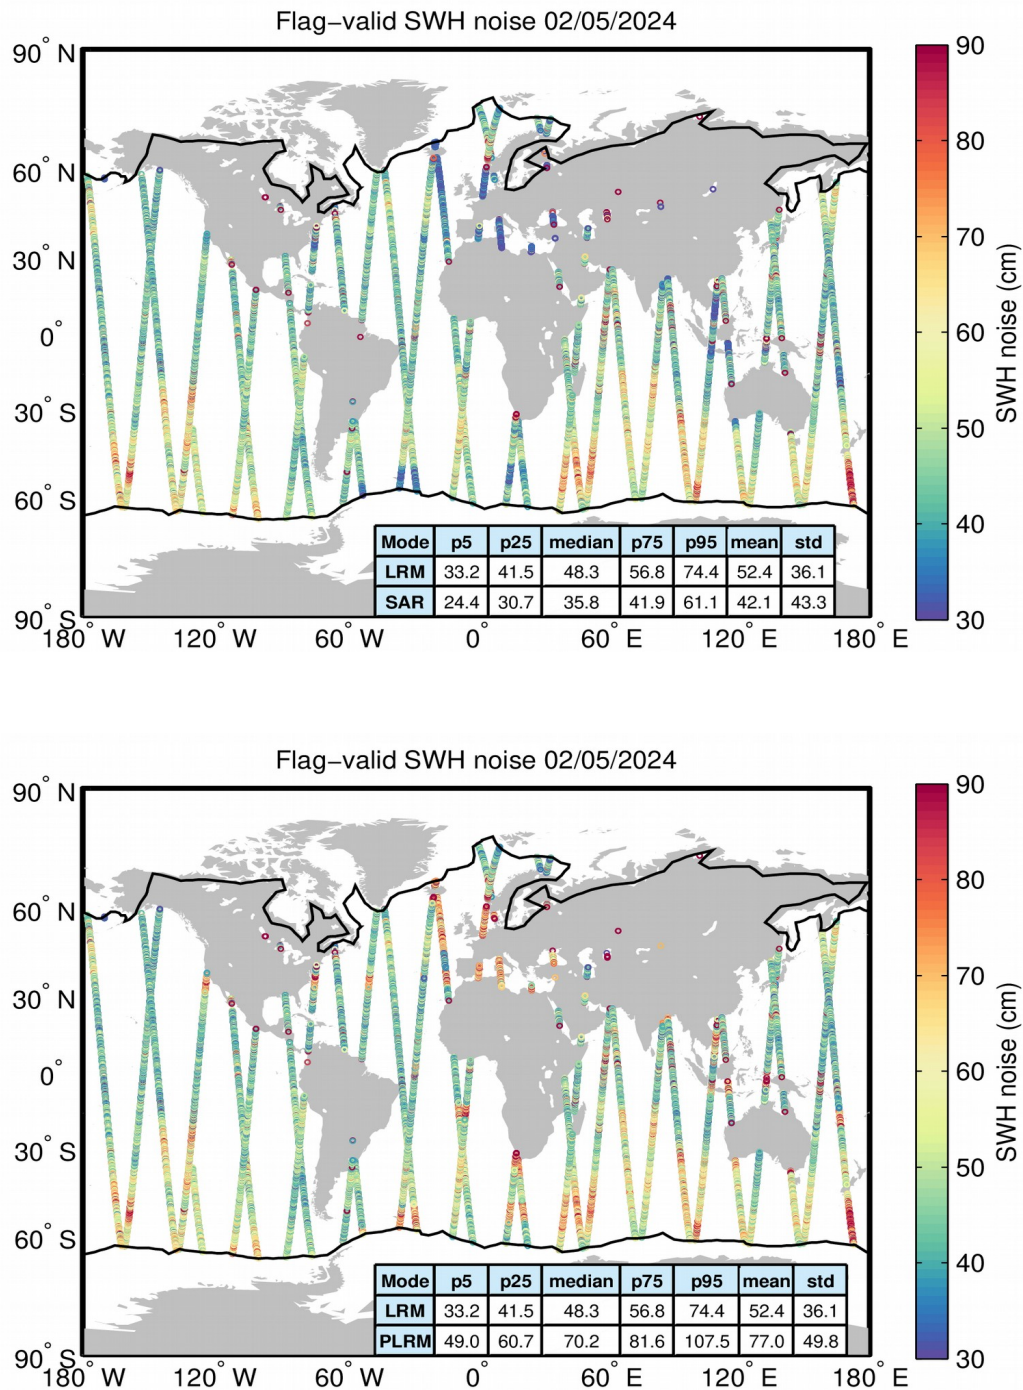 Flag−valid SWH noise 02/05/2024
90° N
60° N
30° N
0°
30° S
60° S
90° S
180° W 120° W 60° W 0° 60° E 120° E 180° E
Mode p5 p25 median p75 p95 mean std
LRM 33.2 41.5 48.3 56.8 74.4 52.4 36.1
SAR 24.4 30.7 35.8 41.9 61.1 42.1 43.3
90
80
70
60
50
40
30
SWH noise (cm)
Flag−valid SWH noise 02/05/2024
90° N
60° N
30° N
0°
30° S
60° S
90° S
180° W 120° W 60° W 0° 60° E 120° E 180° E
Mode p5 p25 median p75 p95 mean std
LRM 33.2 41.5 48.3 56.8 74.4 52.4 36.1
PLRM 49.0 60.7 70.2 81.6 107.5 77.0 49.8
90
80
70
60
50
40
30
SWH noise (cm)